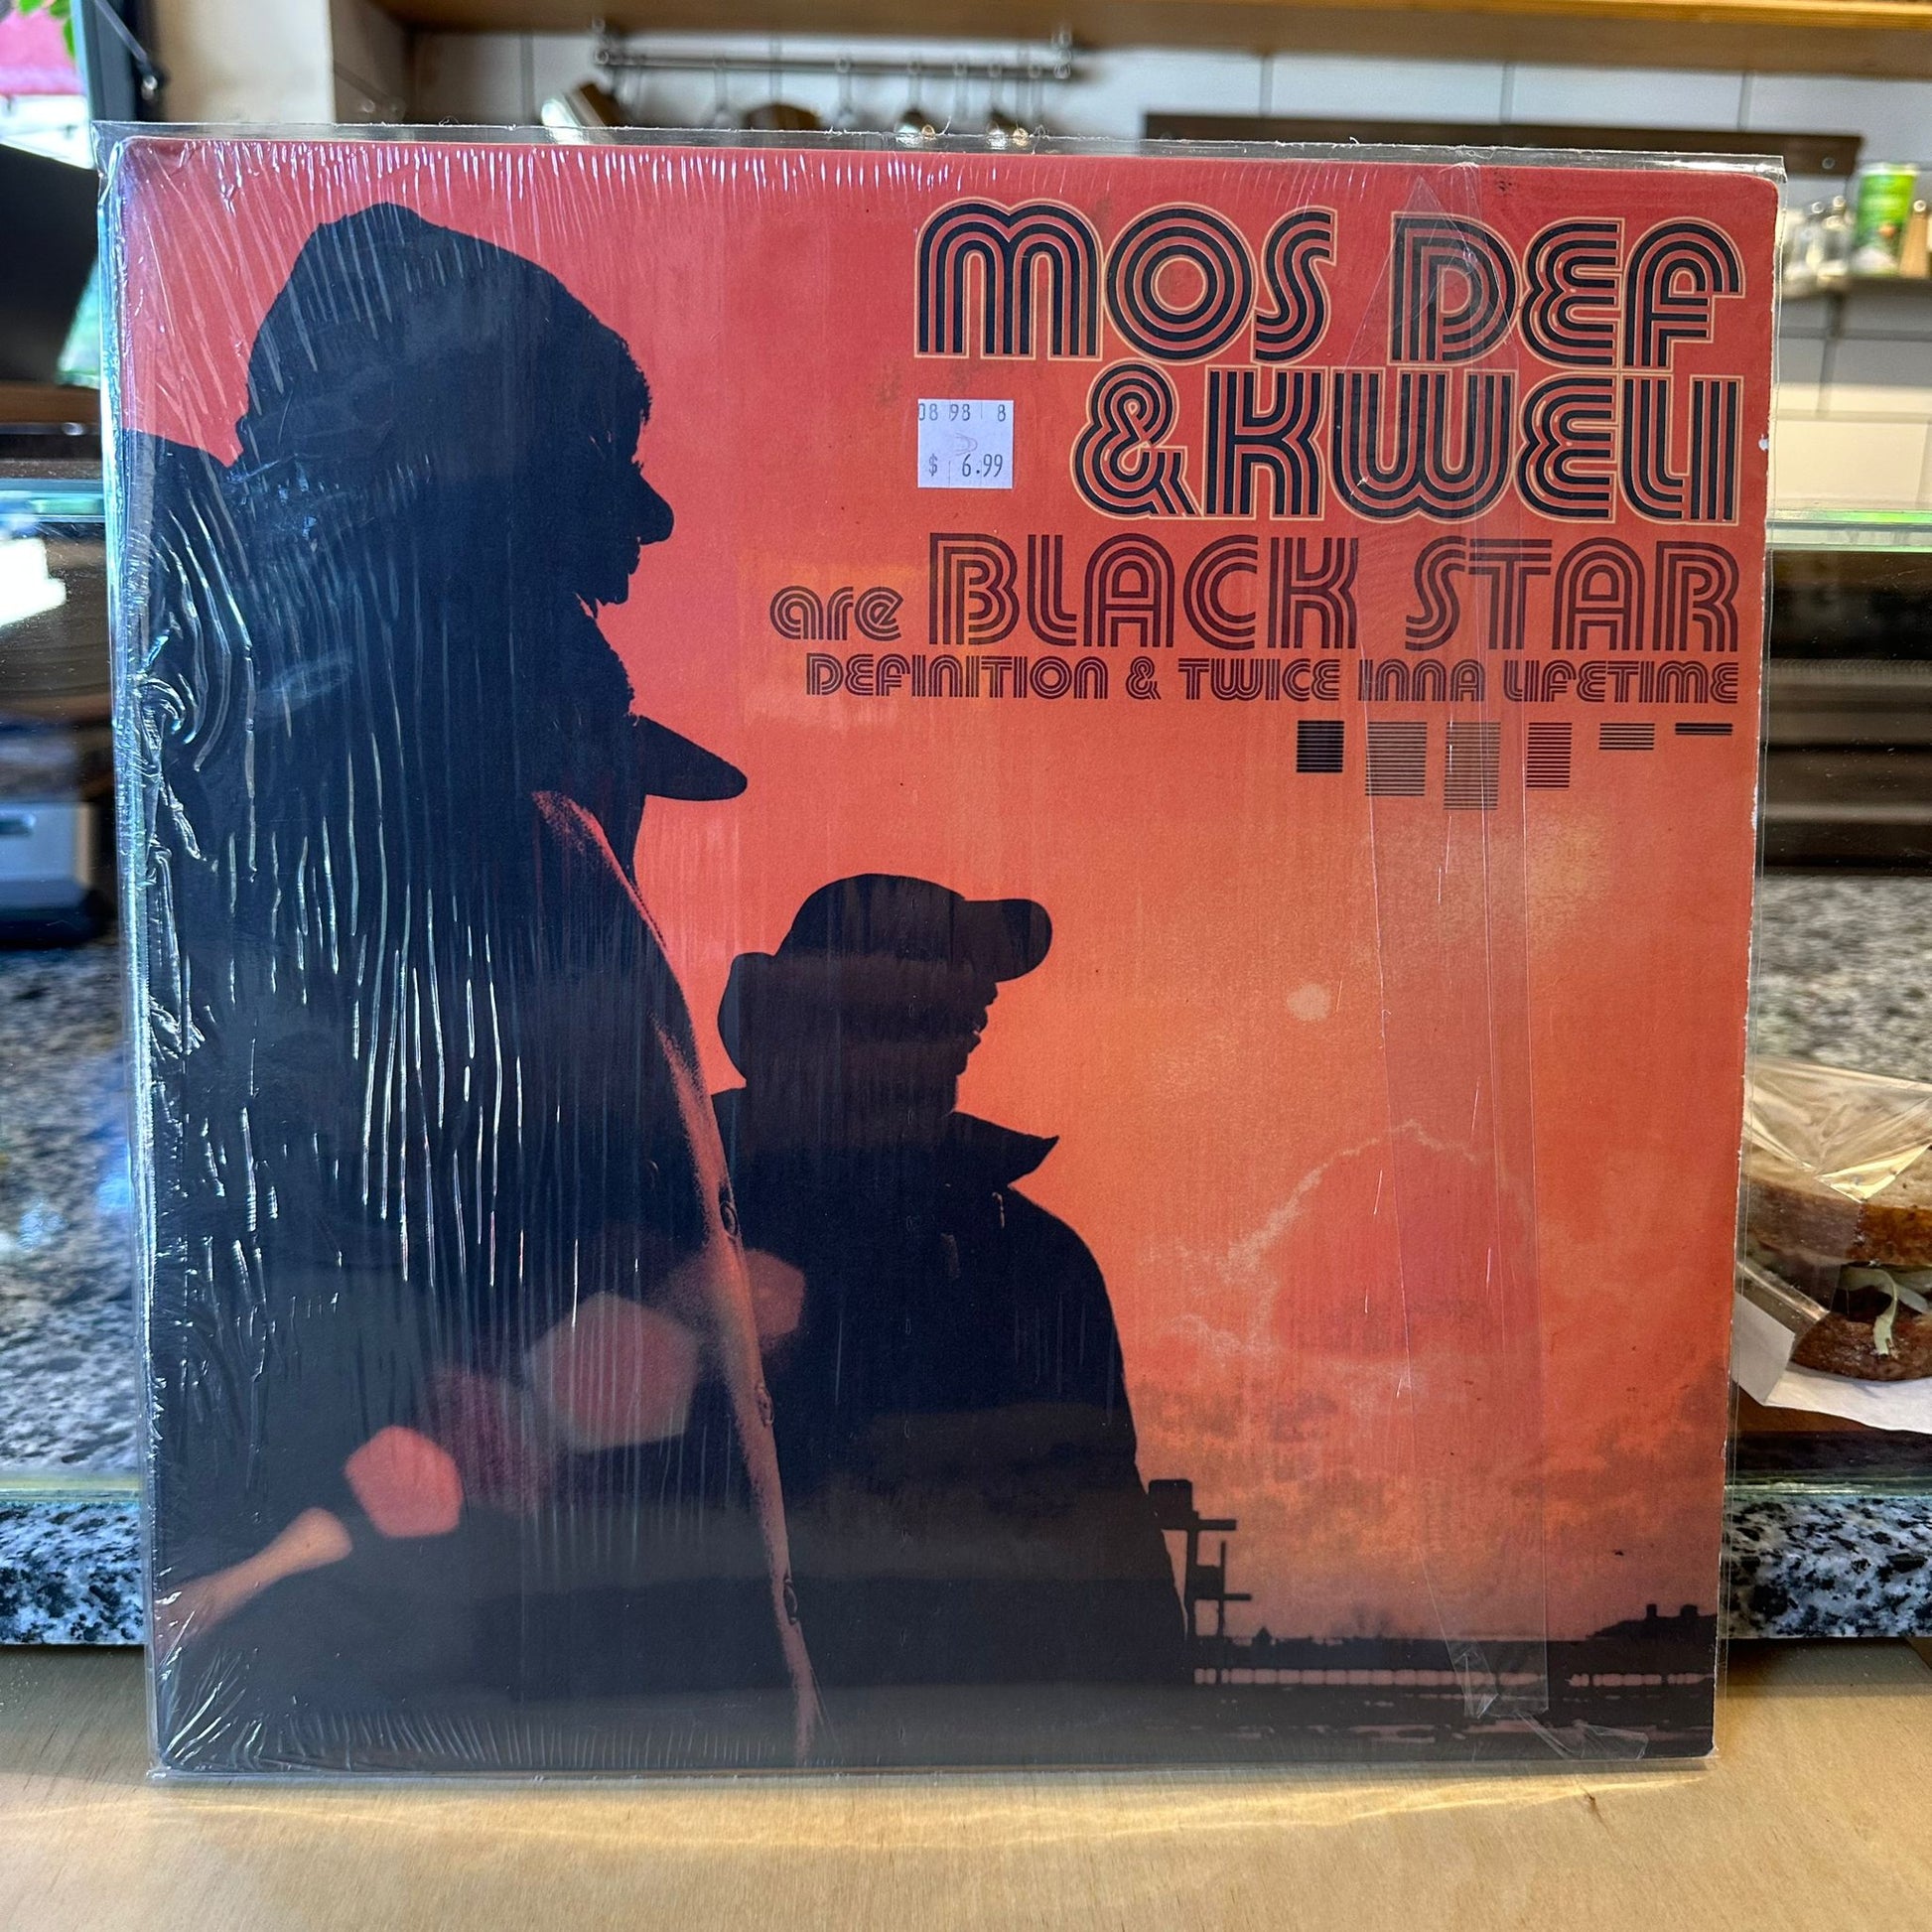 MOS DEF
& KWELI
08 98 8
$ 6.99
are BLACK STAR
DEFINITION & TWICE INNA LIFETIME